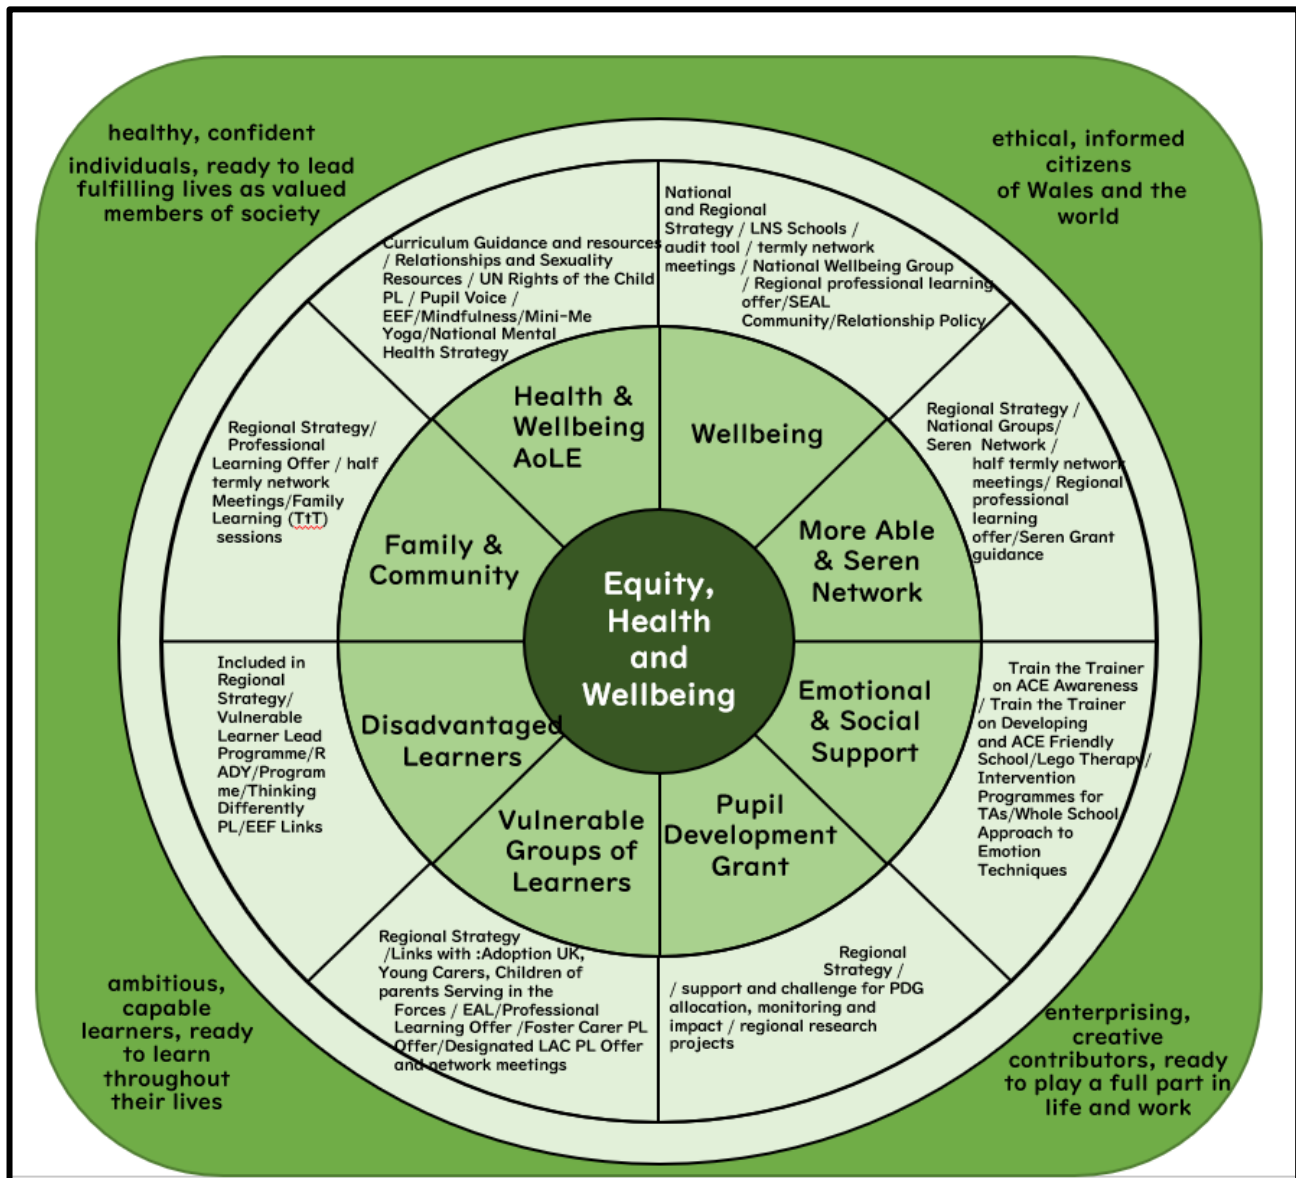 healthy, confident
individuals, ready to lead
fulfilling lives as valued
members of society
ethical, informed
citizens
of Wales and the
world
Curriculum Guidance and resources
/ Relationships and Sexuality
Resources / UN Rights of the Child
PL / Pupil Voice /
EEF/Mindfulness/Mini-Me
Yoga/National Mental
Health Strategy
National
and Regional
Strategy / LNS Schools /
audit tool / termly network
meetings / National Wellbeing Group
/ Regional professional learning
offer/SEAL
Community/Relationship Policy
Regional Strategy/
Professional
Learning Offer / half
termly network
Meetings/Family
Learning (TtT)
sessions
Health &
Wellbeing
AoLE
Wellbeing
Regional Strategy /
National Groups/
Seren Network /
half termly network
meetings/ Regional
professional
learning
offer/Seren Grant
guidance
Family &
Community
More Able
& Seren
Network
Equity,
Health
and
Wellbeing
Included in
Regional
Strategy/
Vulnerable
Learner Lead
Programme/R
ADY/Program
me/Thinking
Differently
PL/EEF Links
Disadvantaged
Learners
Emotional
& Social
Support
Train the Trainer
on ACE Awareness
/ Train the Trainer
on Developing
and ACE Friendly
School/Lego Therapy/
Intervention
Programmes for
TAs/Whole School
Approach to
Emotion
Techniques
Vulnerable
Groups of
Learners
Pupil
Development
Grant
Regional Strategy
/Links with :Adoption UK,
Young Carers, Children of
parents Serving in the
Forces / EAL/Professional
Learning Offer /Foster Carer PL
Offer/Designated LAC PL Offer
and network meetings
Regional
Strategy /
/ support and challenge for PDG
allocation, monitoring and
impact / regional research
projects
ambitious,
capable
learners, ready
to learn
throughout
their lives
enterprising,
creative
contributors, ready
to play a full part in
life and work